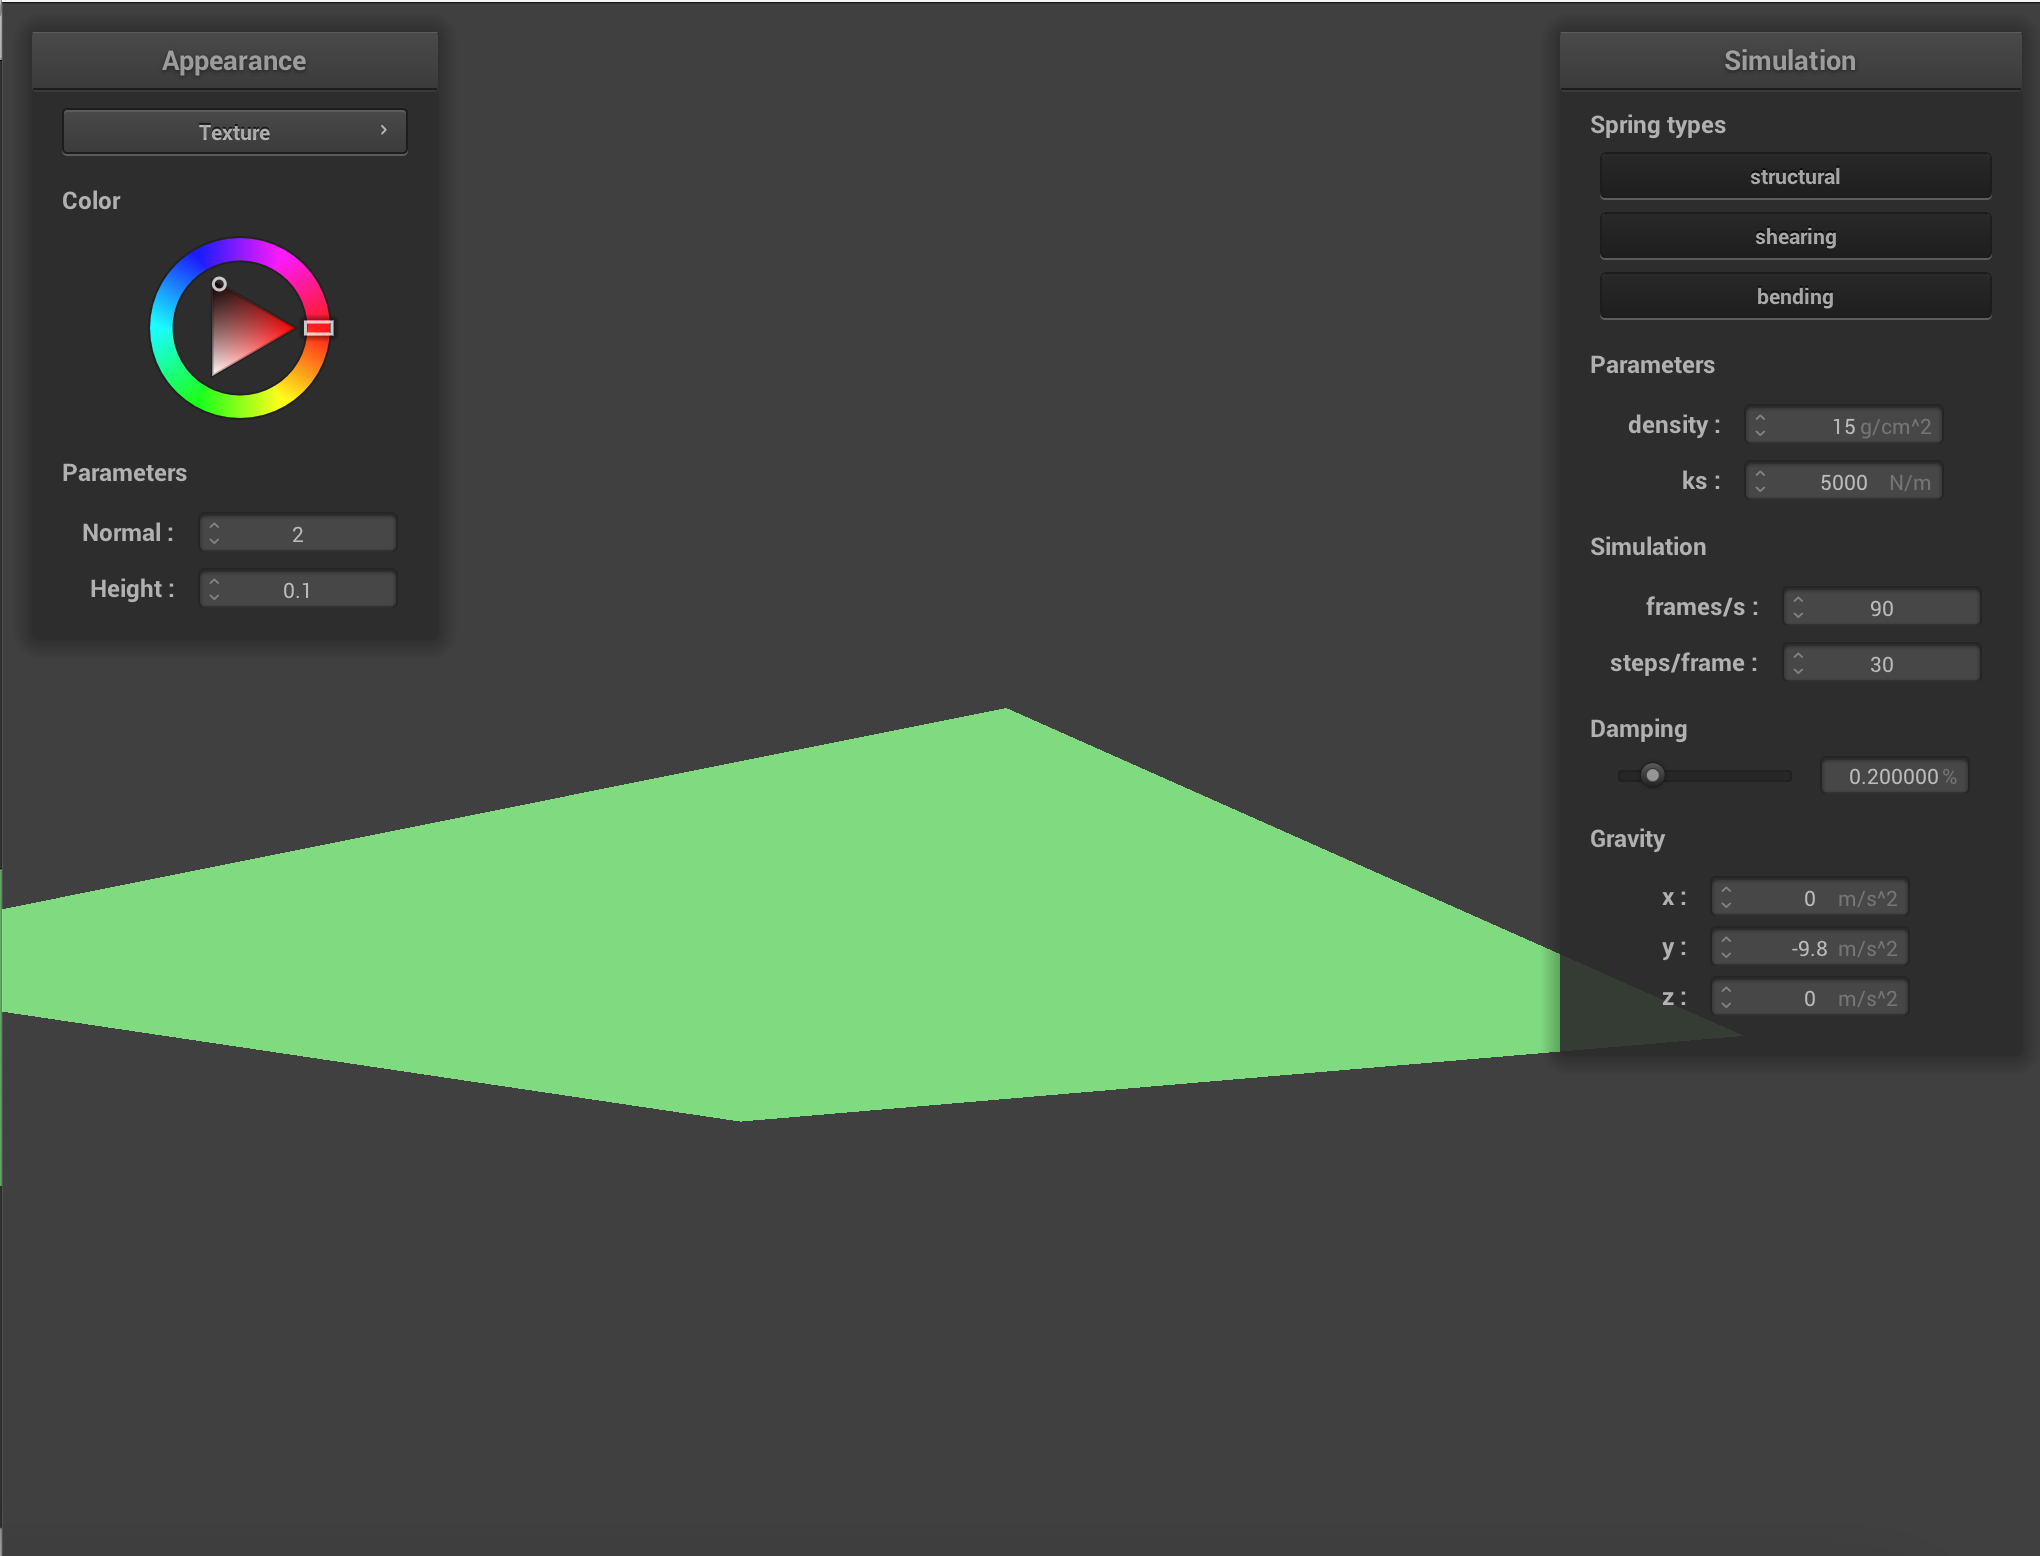 Appearance
Texture
Color
Parameters
Normal : 2
Height : 0.1
Simulation
Spring types
structural
shearing
bending
Parameters
density : 15 g/cm^2
ks : 5000 N/m
Simulation
frames/s : 90
steps/frame : 30
Damping
0.200000 %
Gravity
x : 0 m/s^2
y : -9.8 m/s^2
z : 0 m/s^2